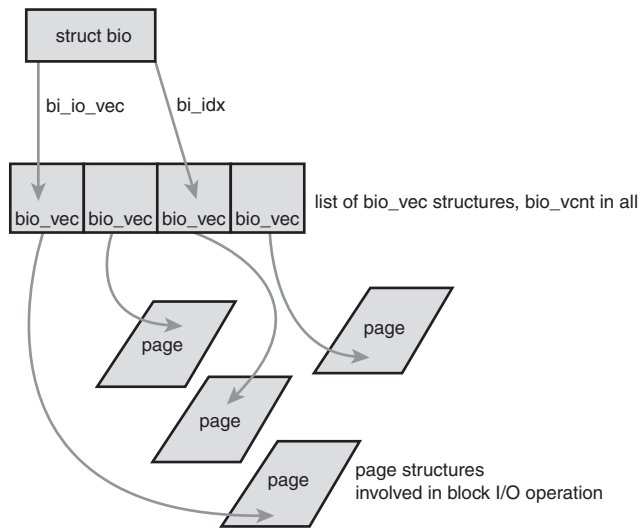 struct bio
bi_io_vec
bi_idx
bio_vec
bio_vec
bio_vec
bio_vec
list of bio_vec structures, bio_vcnt in all
page
page
page
page
page structures
involved in block I/O operation